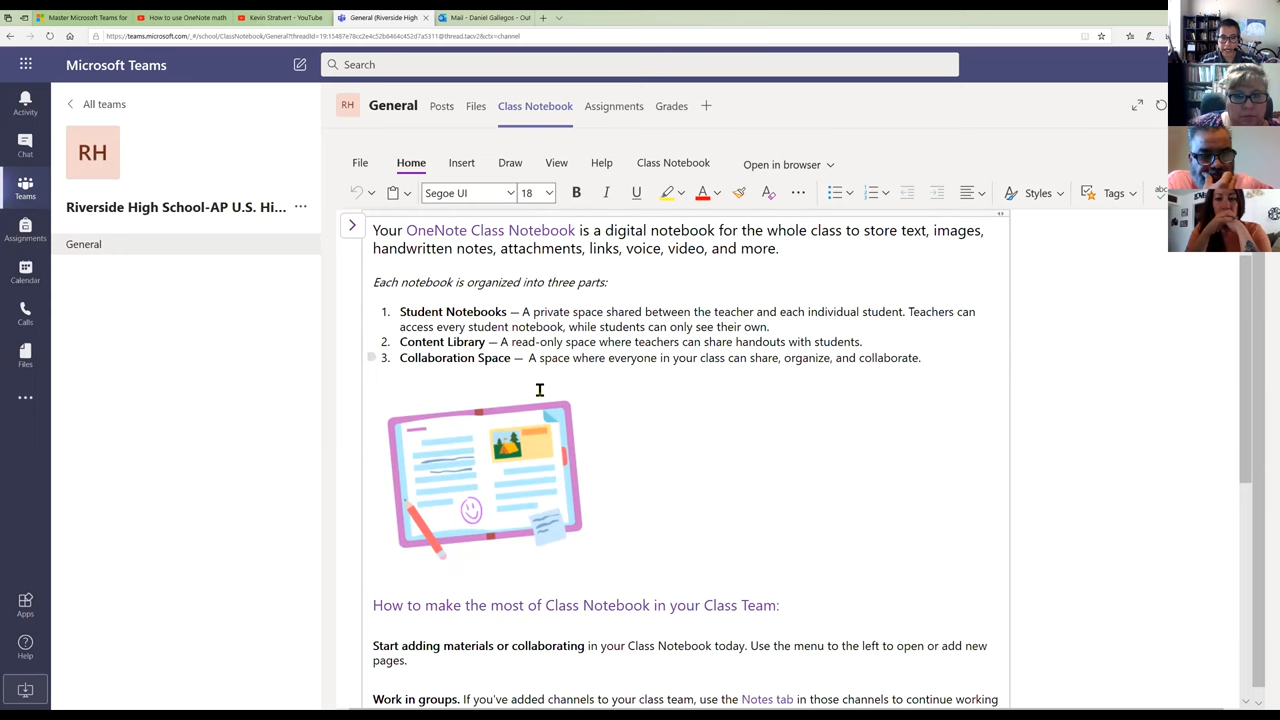 Master Microsoft Teams for
How to use OneNote math
Kevin Stratvert - YouTube
General (Riverside High
Mail - Daniel Gallegos - Out
Microsoft Teams
Search
Activity
Chat
Teams
Assignments
Calendar
Calls
Files
Apps
Help
All teams
RH
Riverside High School-AP U.S. Hi...
General
RH
General
Posts
Files
Class Notebook
Assignments
Grades
File
Home
Insert
Draw
View
Help
Class Notebook
Open in browser
Segoe UI
18
B
I
U
A
A
Styles
Tags
abc
Your OneNote Class Notebook is a digital notebook for the whole class to store text, images,
handwritten notes, attachments, links, voice, video, and more.
Each notebook is organized into three parts:
1. Student Notebooks — A private space shared between the teacher and each individual student. Teachers can
access every student notebook, while students can only see their own.
2. Content Library — A read-only space where teachers can share handouts with students.
3. Collaboration Space — A space where everyone in your class can share, organize, and collaborate.
How to make the most of Class Notebook in your Class Team:
Start adding materials or collaborating in your Class Notebook today. Use the menu to the left to open or add new
pages.
Work in groups. If you've added channels to your class team, use the Notes tab in those channels to continue working